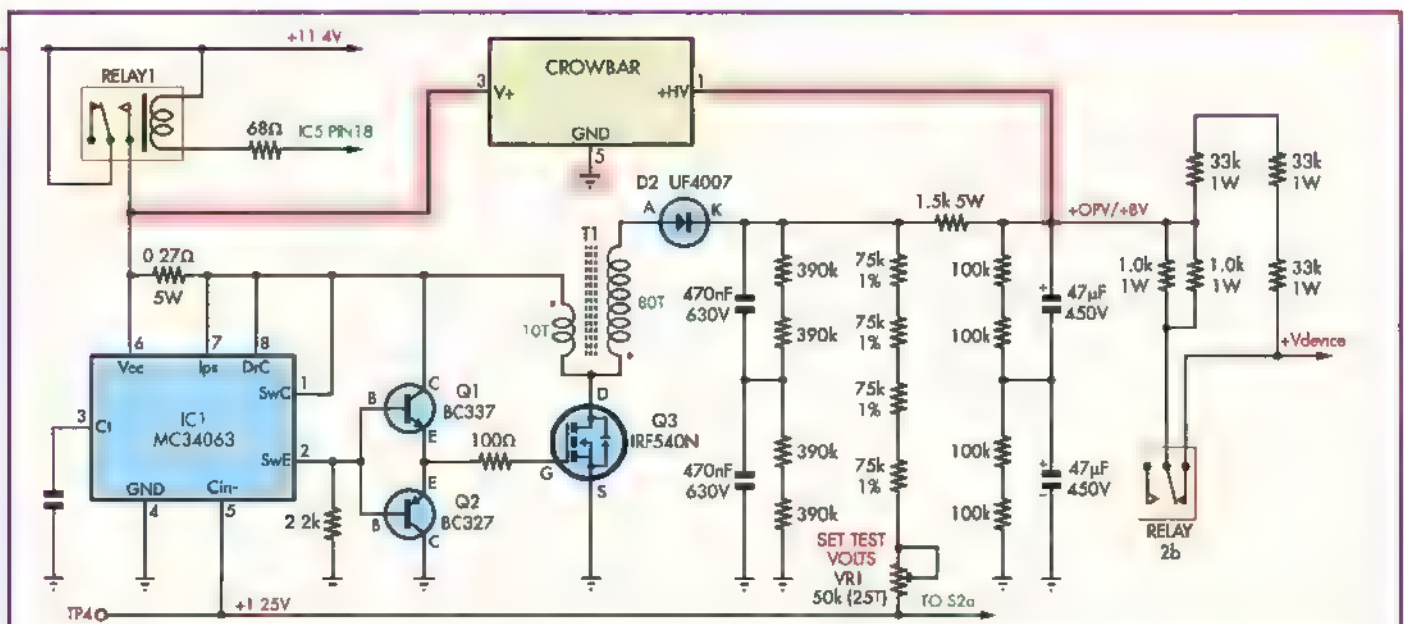 +11 4V
RELAY1
68Ω
IC5 PIN18
CROWBAR
3
V+
+HV
1
GND
5
D2 UF4007
A
K
T1
10T
80T
0 27Ω
5W
6
7
8
Vcc
Ips
DrC
SwC
1
3
Ct
IC1
MC34063
SwE
2
GND
Cin-
4
5
2 2k
B
C
E
Q1
BC337
B
E
C
Q2
BC327
100Ω
G
D
S
Q3
IRF540N
470nF
630V
470nF
630V
390k
390k
390k
390k
75k
1%
75k
1%
75k
1%
75k
1%
SET TEST
VOLTS
VR1
50k (25T)
TO S2a
1.5k 5W
100k
100k
100k
100k
+
47µF
450V
+
47µF
450V
-
+OPV/+BV
1.0k
1W
1.0k
1W
33k
1W
33k
1W
33k
1W
+Vdevice
RELAY
2b
TP4
+1 25V